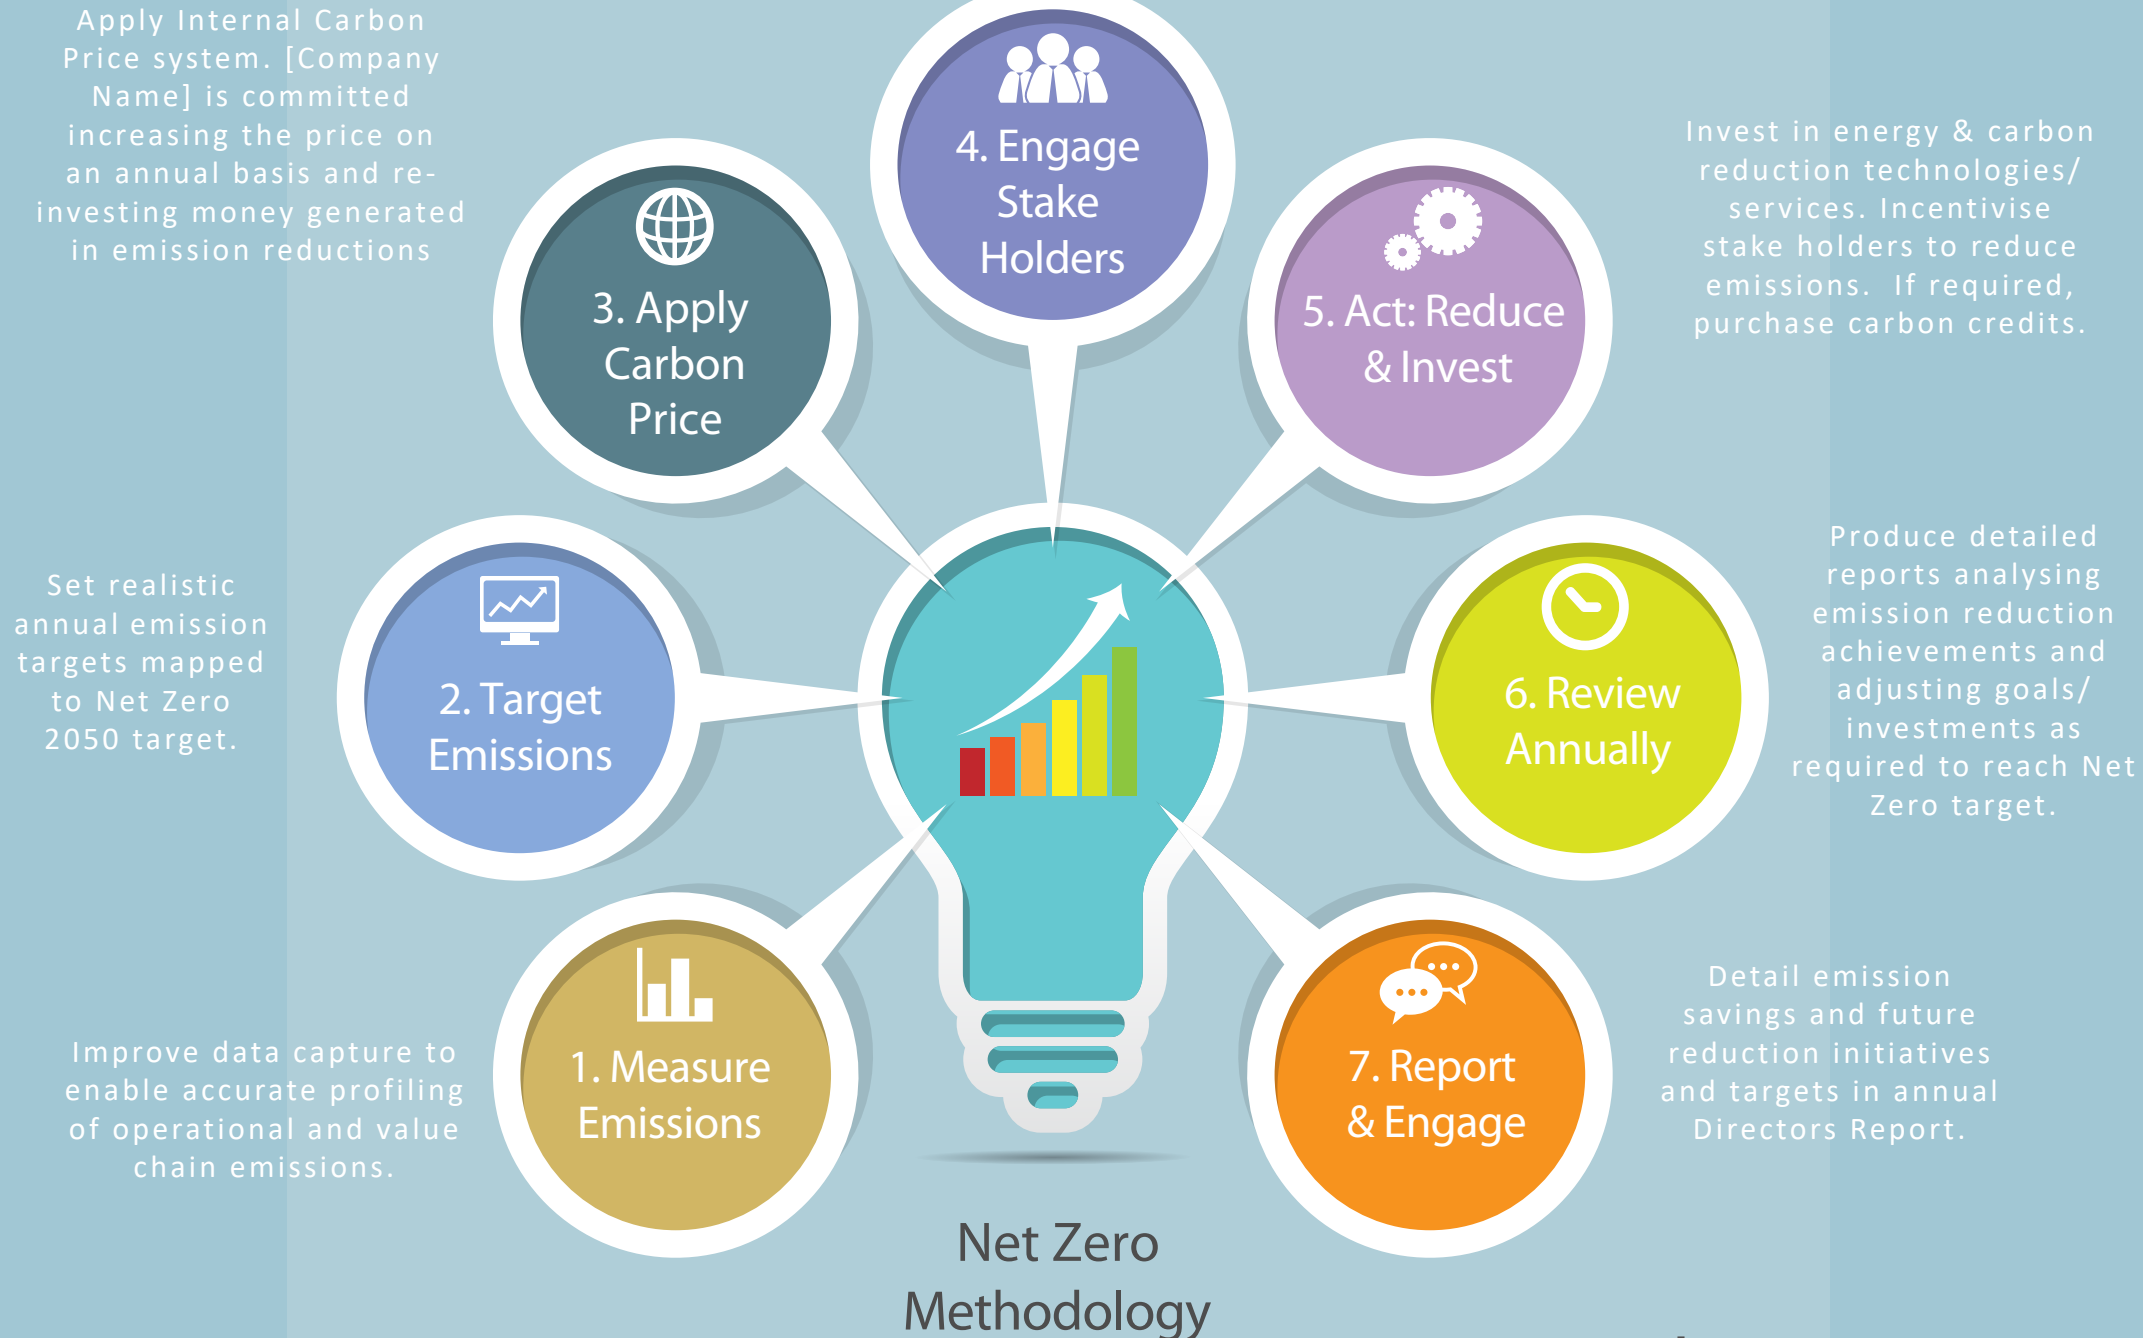 Apply Internal Carbon
Price system. [Company
Name] is committed
increasing the price on
an annual basis and re-
investing money generated
in emission reductions
4. Engage
Stake
Holders
Invest in energy & carbon
reduction technologies/
services. Incentivise
stake holders to reduce
emissions. If required,
purchase carbon credits.
3. Apply
Carbon
Price
5. Act: Reduce
& Invest
Set realistic
annual emission
targets mapped
to Net Zero
2050 target.
2. Target
Emissions
6. Review
Annually
Produce detailed
reports analysing
emission reduction
achievements and
adjusting goals/
investments as
required to reach Net
Zero target.
Improve data capture to
enable accurate profiling
of operational and value
chain emissions.
1. Measure
Emissions
7. Report
& Engage
Detail emission
savings and future
reduction initiatives
and targets in annual
Directors Report.
Net Zero
Methodology